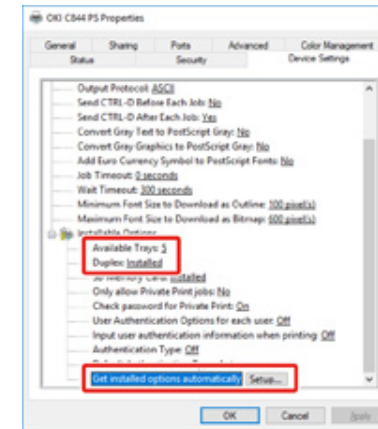 OKI C844 PS Properties
General Sharing Ports Advanced Color Management
Status Security Device Settings
Output Protocol: ASCII
Send CTRL-D Before Each Job: No
Send CTRL-D After Each Job: Yes
Convert Gray Text to PostScript Gray: No
Convert Gray Graphics to PostScript Gray: No
Add Euro Currency Symbol to PostScript Fonts: No
Job Timeout: 0 seconds
Wait Timeout: 300 seconds
Minimum Font Size to Download as Outline: 100 pixel(s)
Maximum Font Size to Download as Bitmap: 600 pixel(s)
Installable Options
Available Trays: 5
Duplex: Installed
SD Memory Card: Installed
Only allow Private Print jobs: No
Check password for Private Print: On
User Authentication Options for each user: Off
Input user authentication information when printing: Off
Authentication Type: Off
Get installed options automatically Setup...
OK Cancel Apply